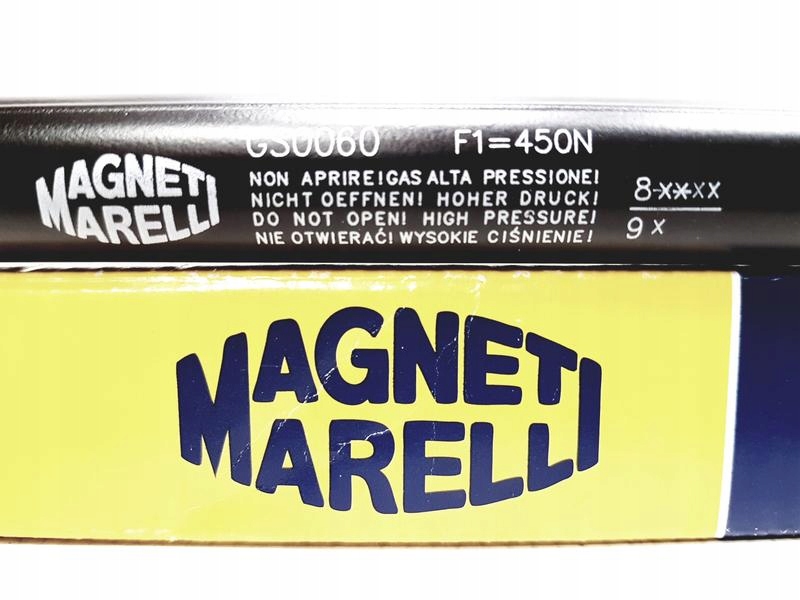 GS0060 F1=450N
MAGNETI
MARELLI
NON APRIRE! GAS ALTA PRESSIONE!
NICHT OEFFNEN! HOHER DRUCK!
DO NOT OPEN! HIGH PRESSURE!
NIE OTWIERAĆ! WYSOKIE CIŚNIENIE!
8-xxxx
9 x
MAGNETI
MARELLI